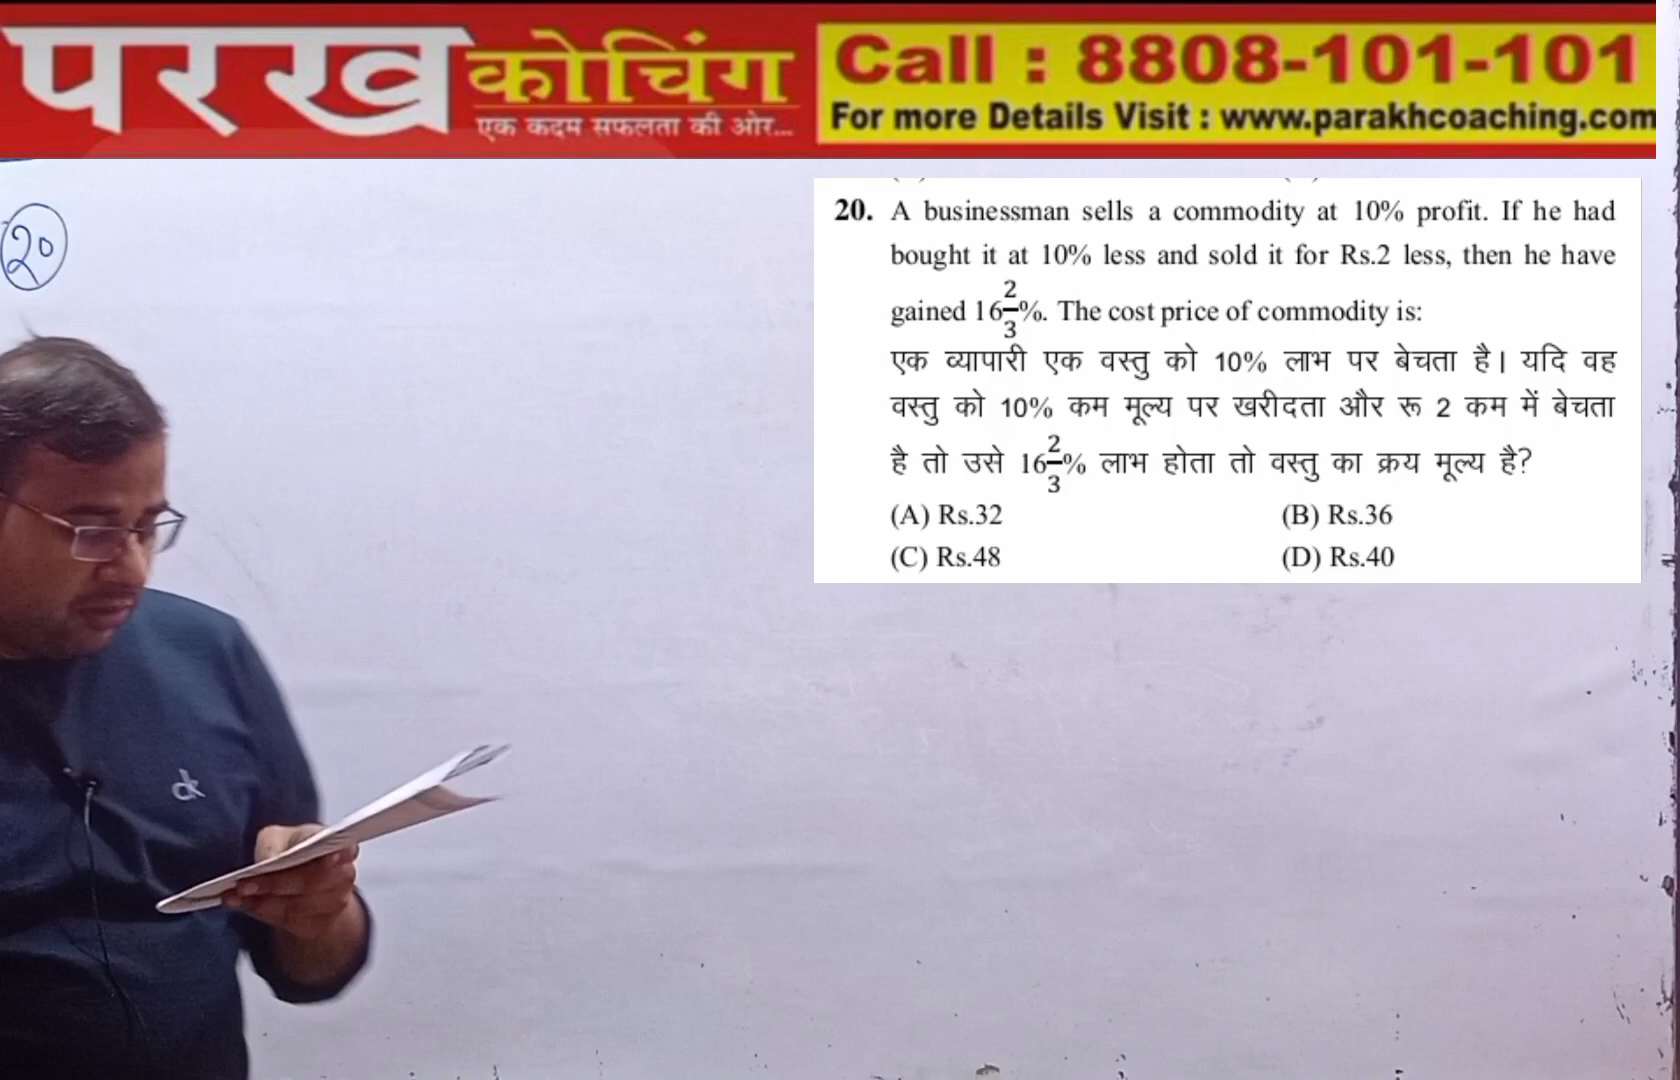 परख कोचिंग
एक कदम सफलता की ओर...
Call : 8808-101-101
For more Details Visit : www.parakhcoaching.com
20
20. A businessman sells a commodity at 10% profit. If he had
bought it at 10% less and sold it for Rs.2 less, then he have
gained 16 2/3 %. The cost price of commodity is:
एक व्यापारी एक वस्तु को 10% लाभ पर बेचता है। यदि वह
वस्तु को 10% कम मूल्य पर खरीदता और रू 2 कम में बेचता
है तो उसे 16 2/3 % लाभ होता तो वस्तु का क्रय मूल्य है?
(A) Rs.32 (B) Rs.36
(C) Rs.48 (D) Rs.40
ck